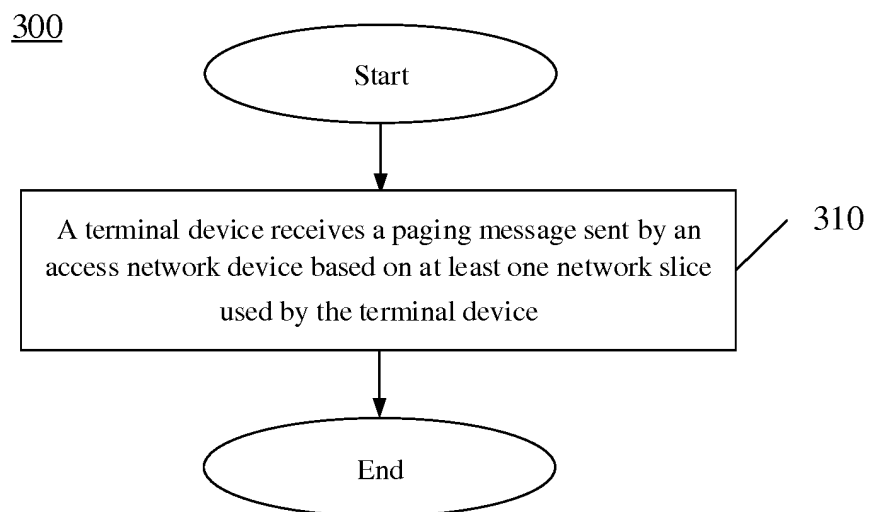 300
Start
A terminal device receives a paging message sent by an
access network device based on at least one network slice
used by the terminal device
310
End